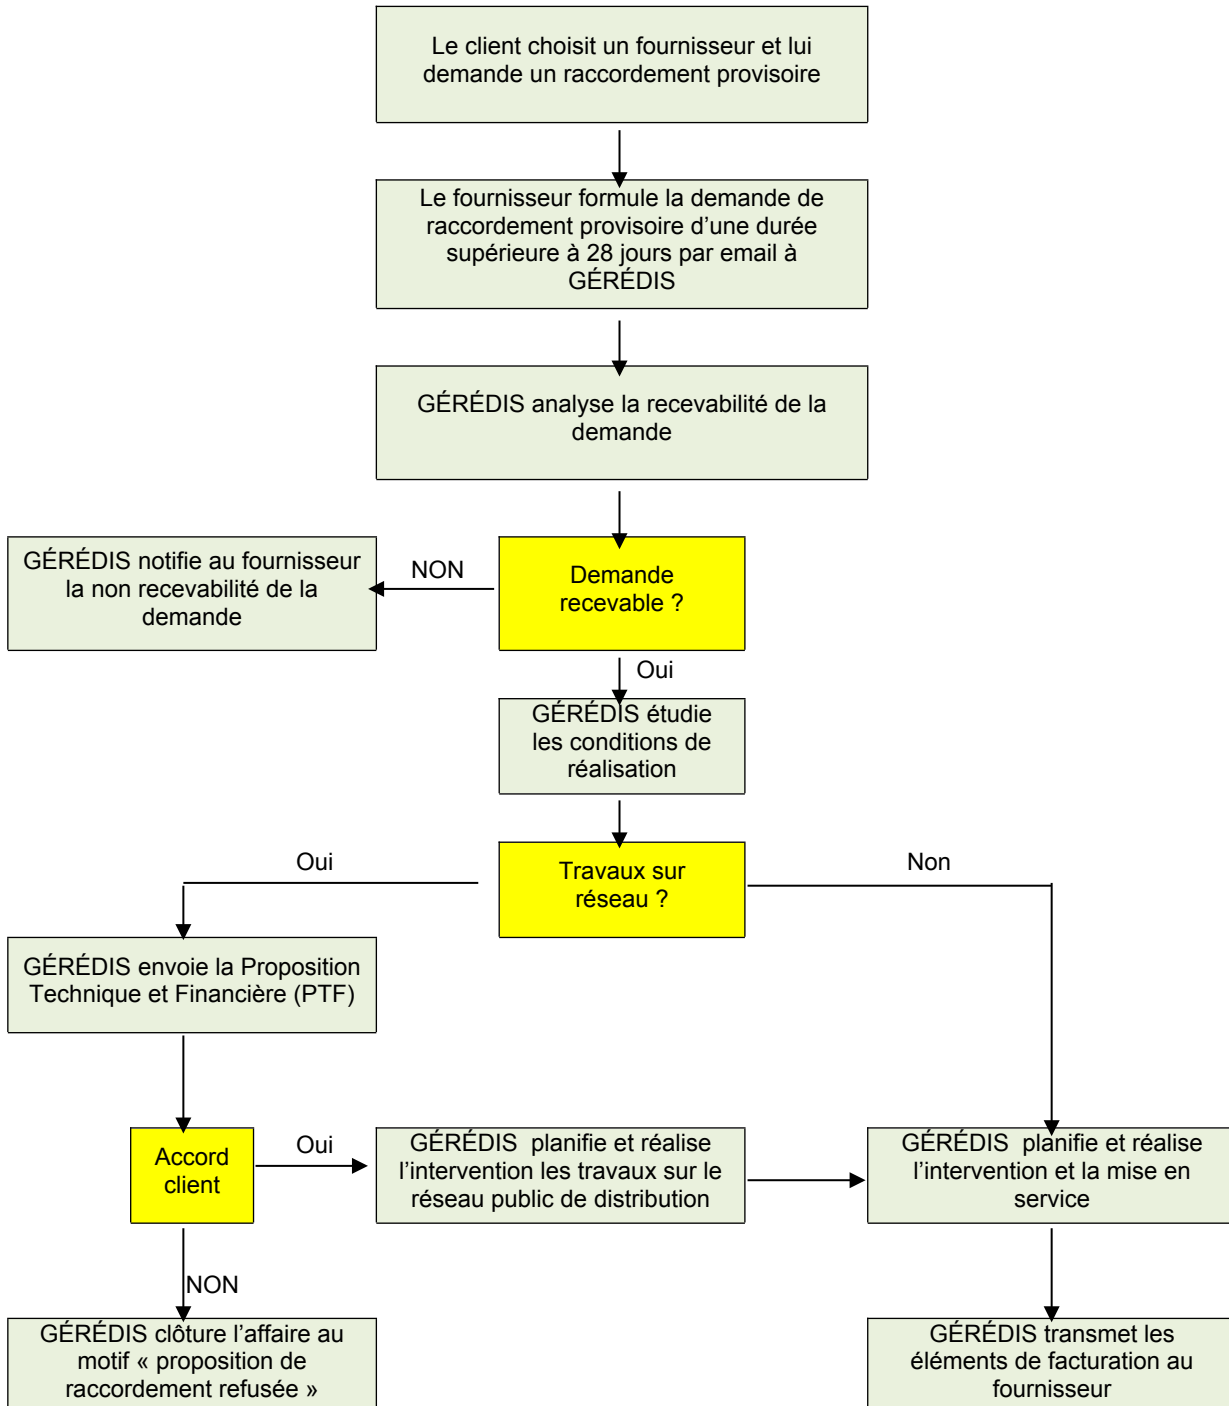 Le client choisit un fournisseur et lui
demande un raccordement provisoire
Le fournisseur formule la demande de
raccordement provisoire d’une durée
supérieure à 28 jours par email à
GÉRÉDIS
GÉRÉDIS analyse la recevabilité de la
demande
GÉRÉDIS notifie au fournisseur
la non recevabilité de la
demande
NON
Demande
recevable ?
Oui
GÉRÉDIS étudie
les conditions de
réalisation
Oui
Travaux sur
réseau ?
Non
GÉRÉDIS envoie la Proposition
Technique et Financière (PTF)
Accord
client
Oui
GÉRÉDIS planifie et réalise
l’intervention les travaux sur le
réseau public de distribution
GÉRÉDIS planifie et réalise
l’intervention et la mise en
service
NON
GÉRÉDIS clôture l’affaire au
motif « proposition de
raccordement refusée »
GÉRÉDIS transmet les
éléments de facturation au
fournisseur